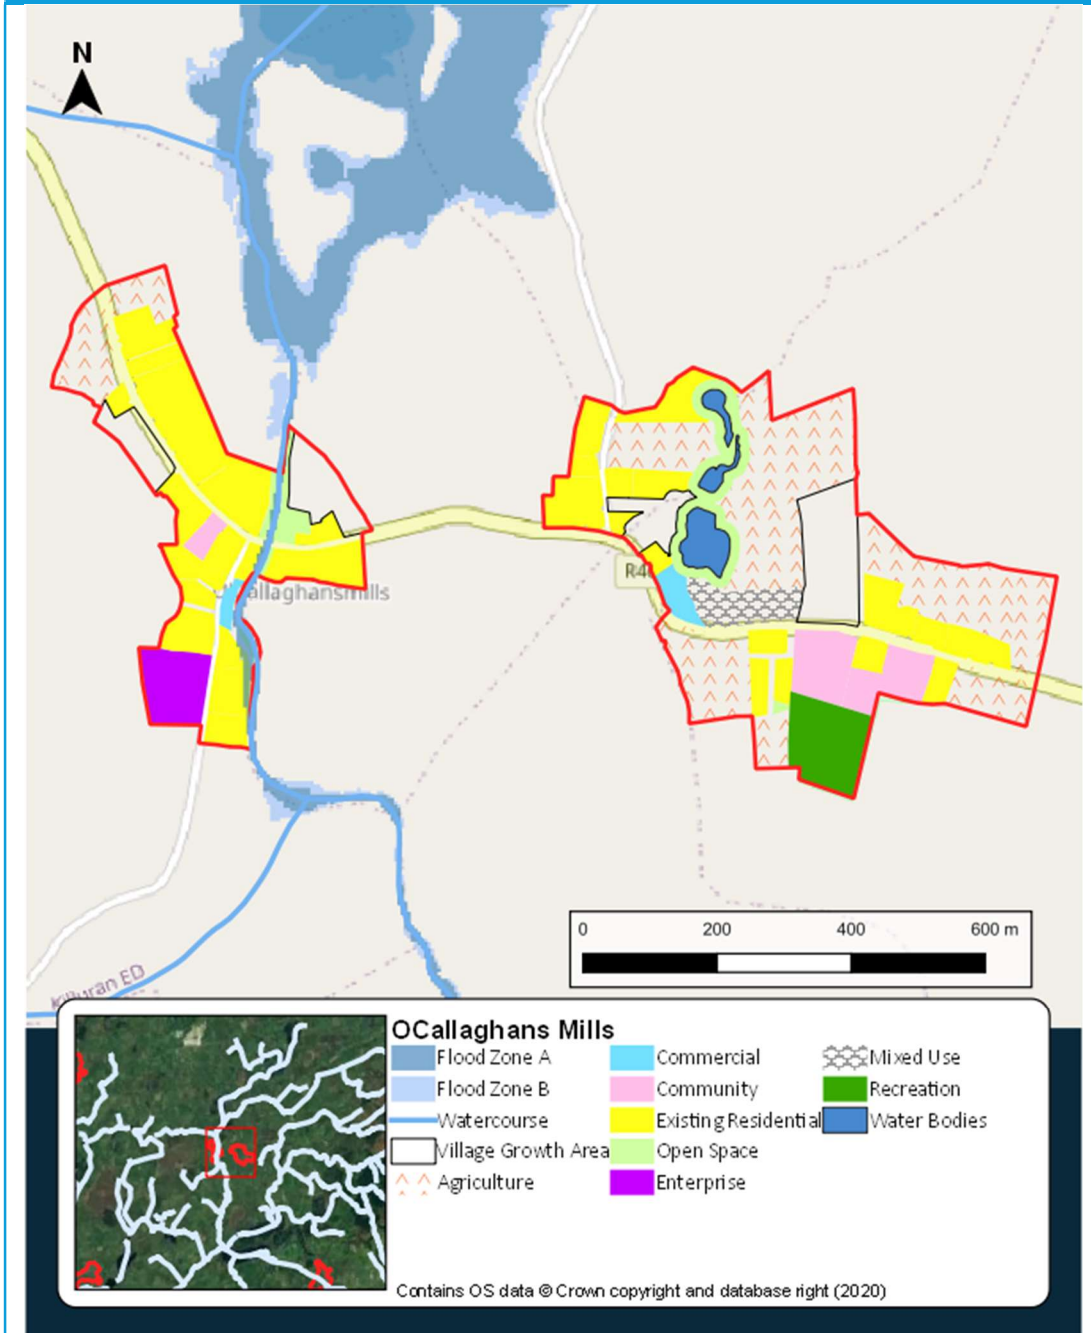 N
O'Callaghansmills
R46
Killuran ED
0 200 400 600 m
OCallaghans Mills
Flood Zone A
Flood Zone B
Watercourse
Village Growth Area
Agriculture
Commercial
Community
Existing Residential
Open Space
Enterprise
Mixed Use
Recreation
Water Bodies
Contains OS data © Crown copyright and database right (2020)